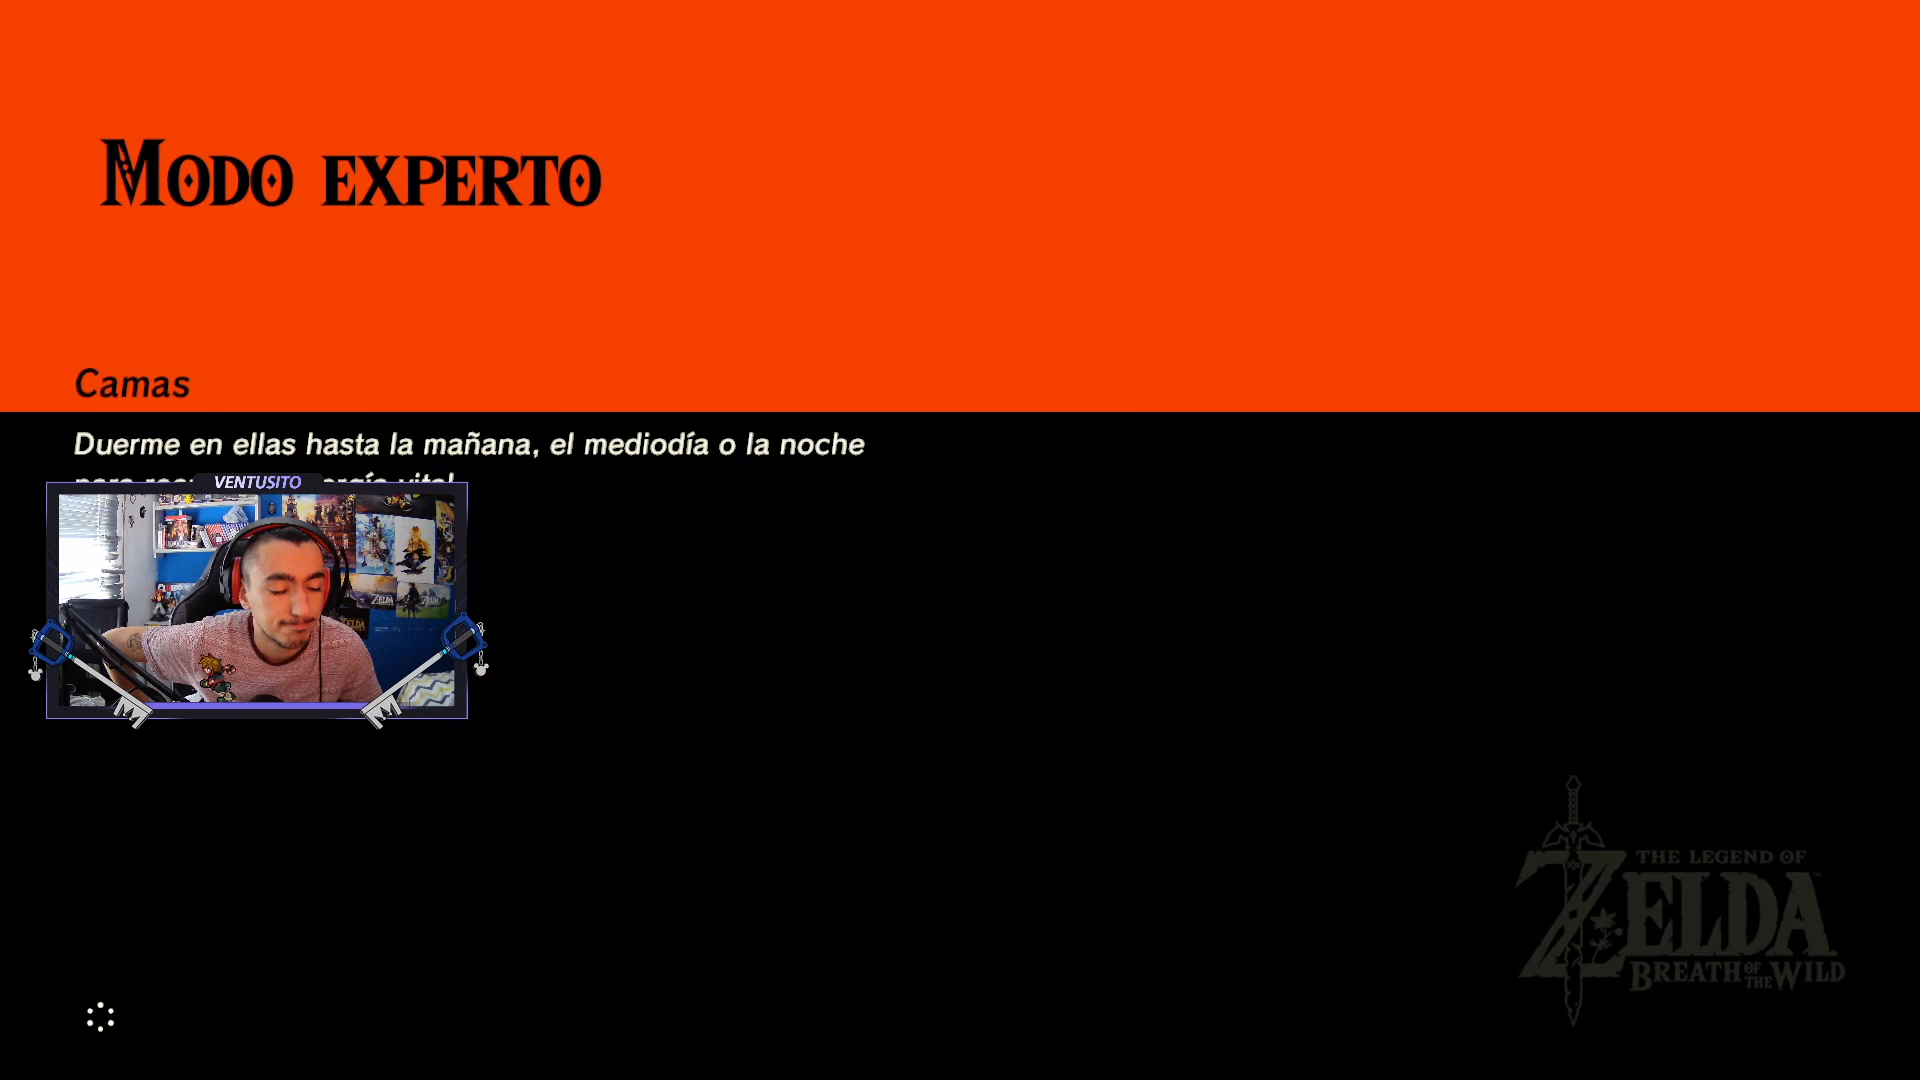 Modo experto
Camas
Duerme en ellas hasta la mañana, el mediodía o la noche
vital.
VENTUSITO
THE LEGEND OF
ZELDA
BREATH OF THE WILD